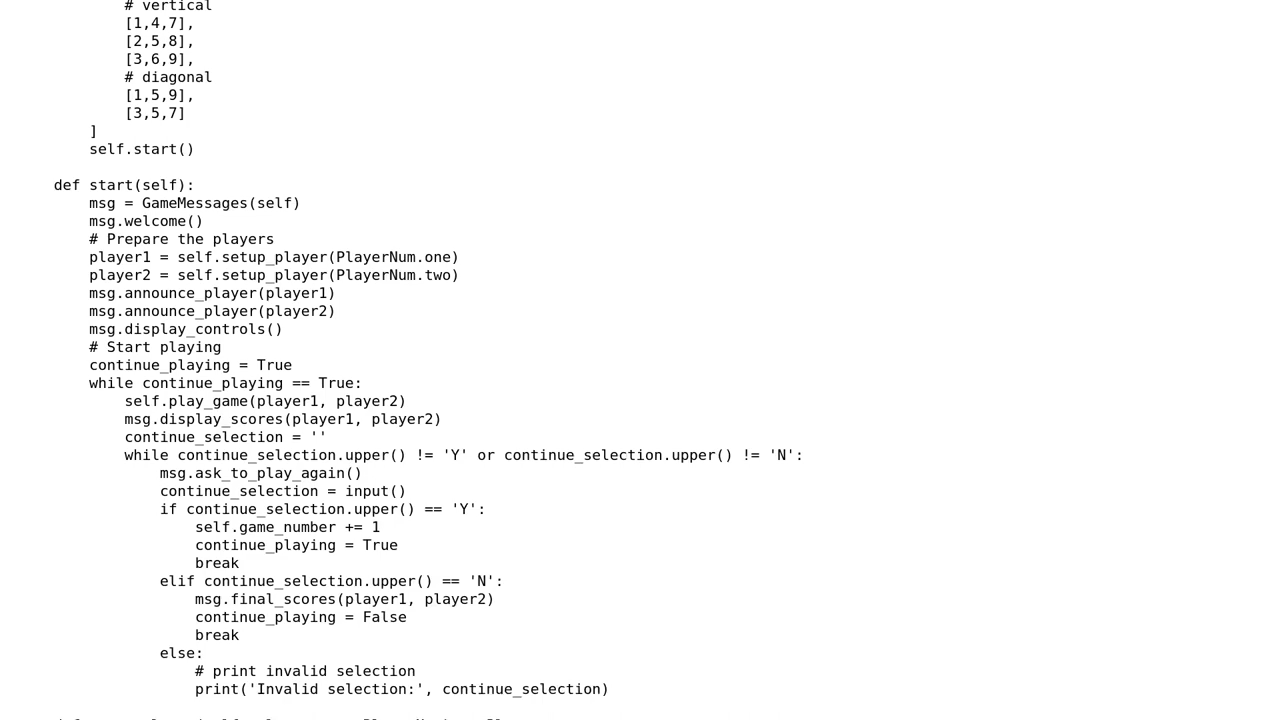 # vertical
[1,4,7],
[2,5,8],
[3,6,9],
# diagonal
[1,5,9],
[3,5,7]
]
self.start()
def start(self):
msg = GameMessages(self)
msg.welcome()
# Prepare the players
player1 = self.setup_player(PlayerNum.one)
player2 = self.setup_player(PlayerNum.two)
msg.announce_player(player1)
msg.announce_player(player2)
msg.display_controls()
# Start playing
continue_playing = True
while continue_playing == True:
self.play_game(player1, player2)
msg.display_scores(player1, player2)
continue_selection = ''
while continue_selection.upper() != 'Y' or continue_selection.upper() != 'N':
msg.ask_to_play_again()
continue_selection = input()
if continue_selection.upper() == 'Y':
self.game_number += 1
continue_playing = True
break
elif continue_selection.upper() == 'N':
msg.final_scores(player1, player2)
continue_playing = False
break
else:
# print invalid selection
print('Invalid selection:', continue_selection)